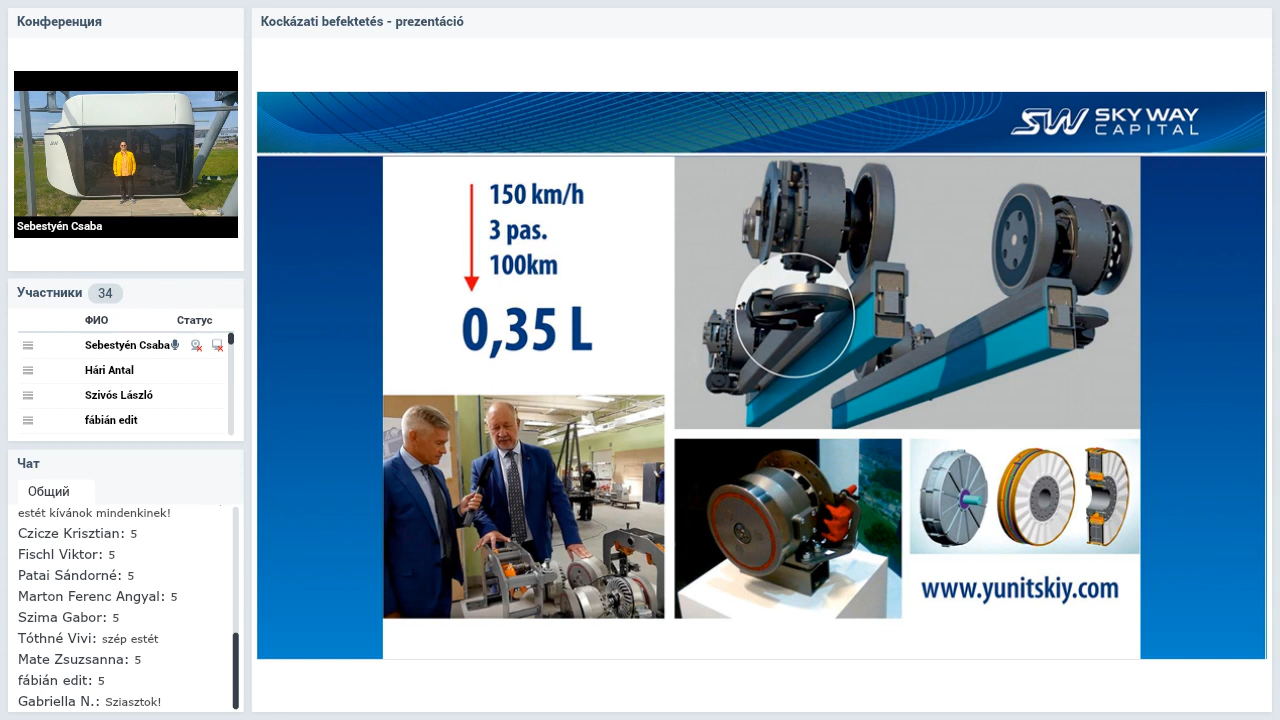 Конференция
Sebestyén Csaba
Участники 34
ФИО Статус
Sebestyén Csaba
Hári Antal
Szivós László
fábián edit
Чат
Общий
estét kívánok mindenkinek!
Czicze Krisztian: 5
Fischl Viktor: 5
Patai Sándorné: 5
Marton Ferenc Angyal: 5
Szima Gabor: 5
Tóthné Vivi: szép estét
Mate Zsuzsanna: 5
fábián edit: 5
Gabriella N.: Sziasztok!
Kockázati befektetés - prezentáció
SW SKY WAY
CAPITAL
150 km/h
3 pas.
100km
0,35 L
www.yunitskiy.com